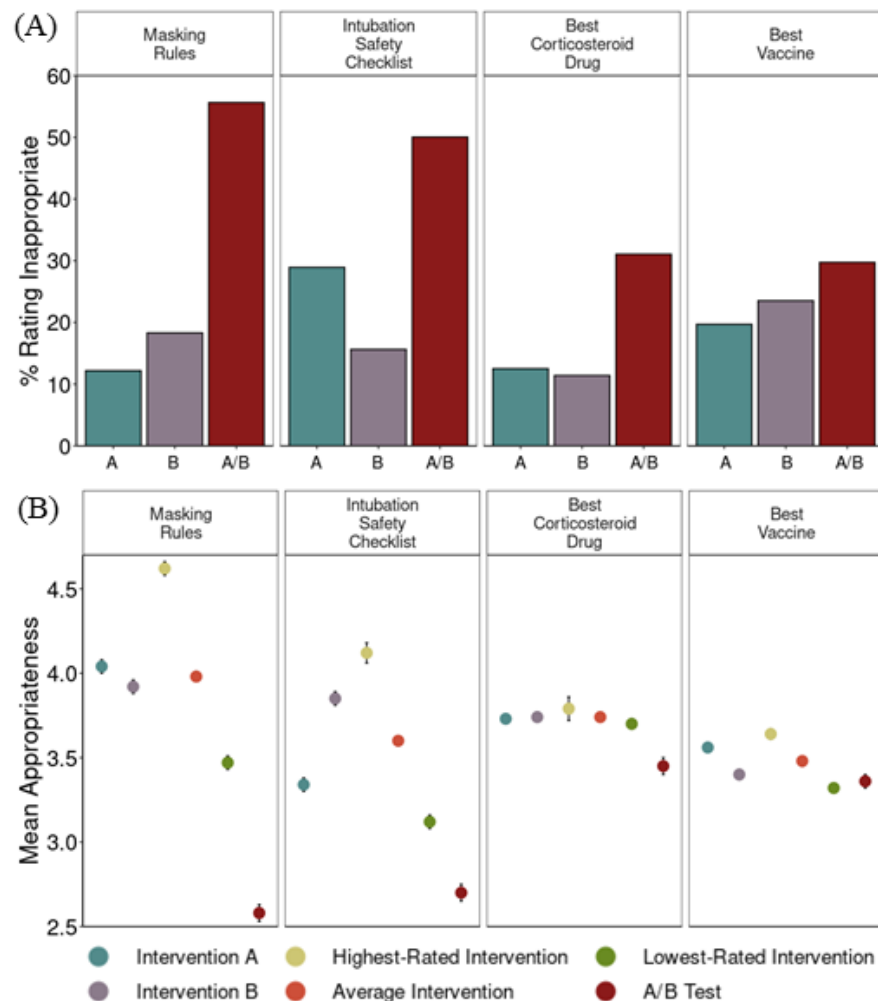 (A)
Masking
Rules
Intubation
Safety
Checklist
Best
Corticosteroid
Drug
Best
Vaccine
% Rating Inappropriate
60
50
40
30
20
10
0
A B A/B A B A/B A B A/B A B A/B
(B)
Masking
Rules
Intubation
Safety
Checklist
Best
Corticosteroid
Drug
Best
Vaccine
Mean Appropriateness
4.5
4.0
3.5
3.0
2.5
Intervention A Highest-Rated Intervention Lowest-Rated Intervention
Intervention B Average Intervention A/B Test